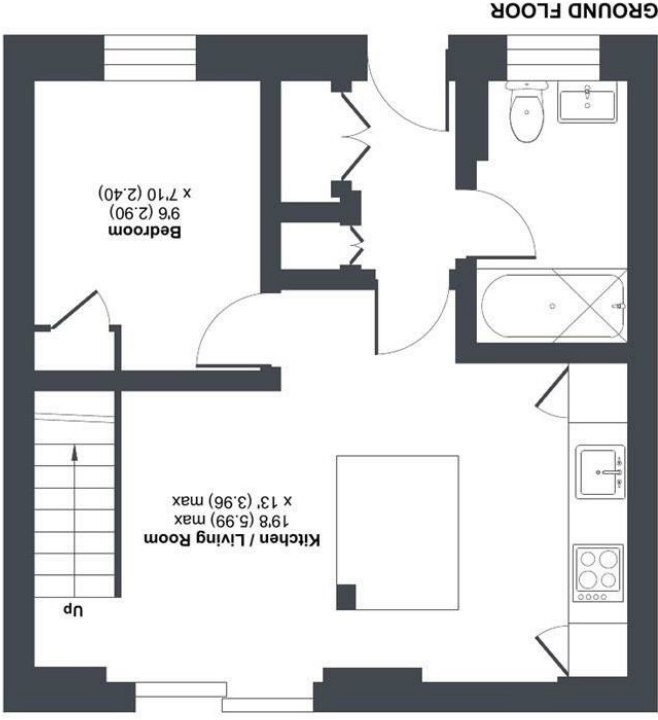 Up
Kitchen / Living Room
19'8 (5.99) max
x 13' (3.96) max
Bedroom
9'6 (2.90)
x 7'10 (2.40)
GROUND FLOOR